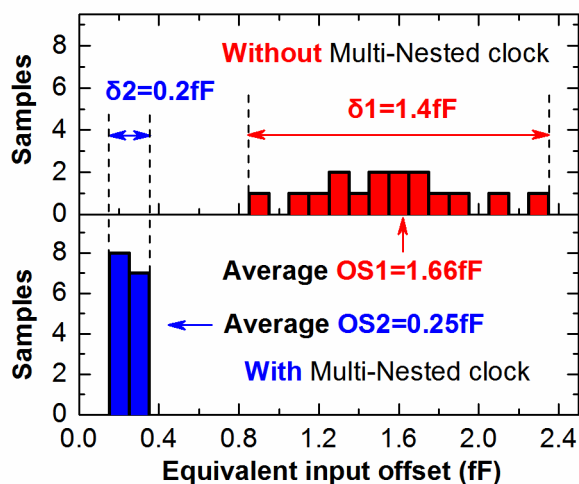 Without Multi-Nested clock
δ2=0.2fF
δ1=1.4fF
Samples
8
6
4
2
0
Average OS1=1.66fF
Average OS2=0.25fF
With Multi-Nested clock
Samples
8
6
4
2
0
0.0 0.4 0.8 1.2 1.6 2.0 2.4
Equivalent input offset (fF)